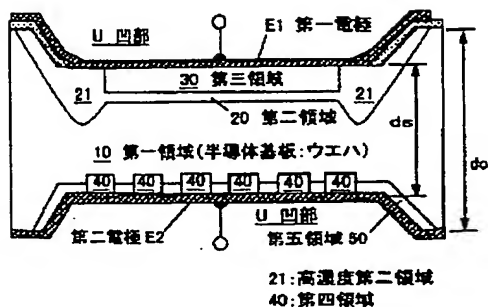 U 凹部
E1 第一電極
30 第三領域
21
21
20 第二領域
ds
do
10 第一領域(半導体基板:ウエハ)
40 40 40 40 40 40
U 凹部
第二電極E2
第五領域 50
21:高濃度第二領域
40:第四領域